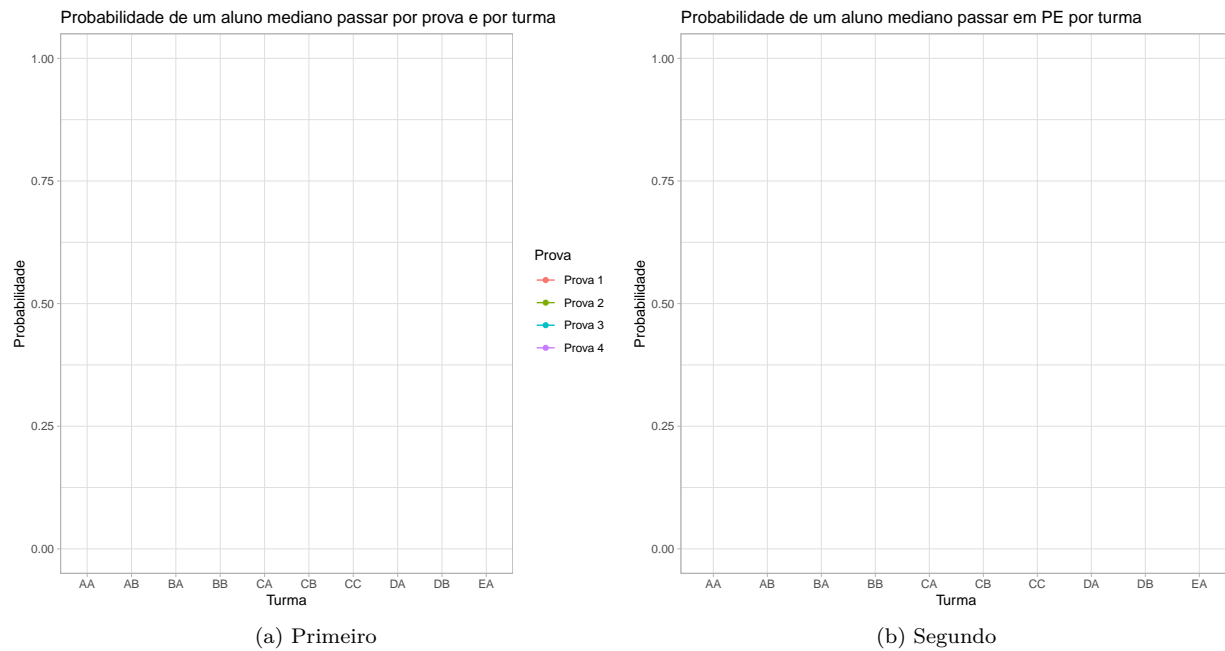 Probabilidade de um aluno mediano passar por prova e por turma
1.00
0.75
0.50
0.25
0.00
Probabilidade
AA AB BA BB CA CB CC DA DB EA
Turma
Prova
Prova 1
Prova 2
Prova 3
Prova 4
(a) Primeiro
Probabilidade de um aluno mediano passar em PE por turma
1.00
0.75
0.50
0.25
0.00
Probabilidade
AA AB BA BB CA CB CC DA DB EA
Turma
(b) Segundo